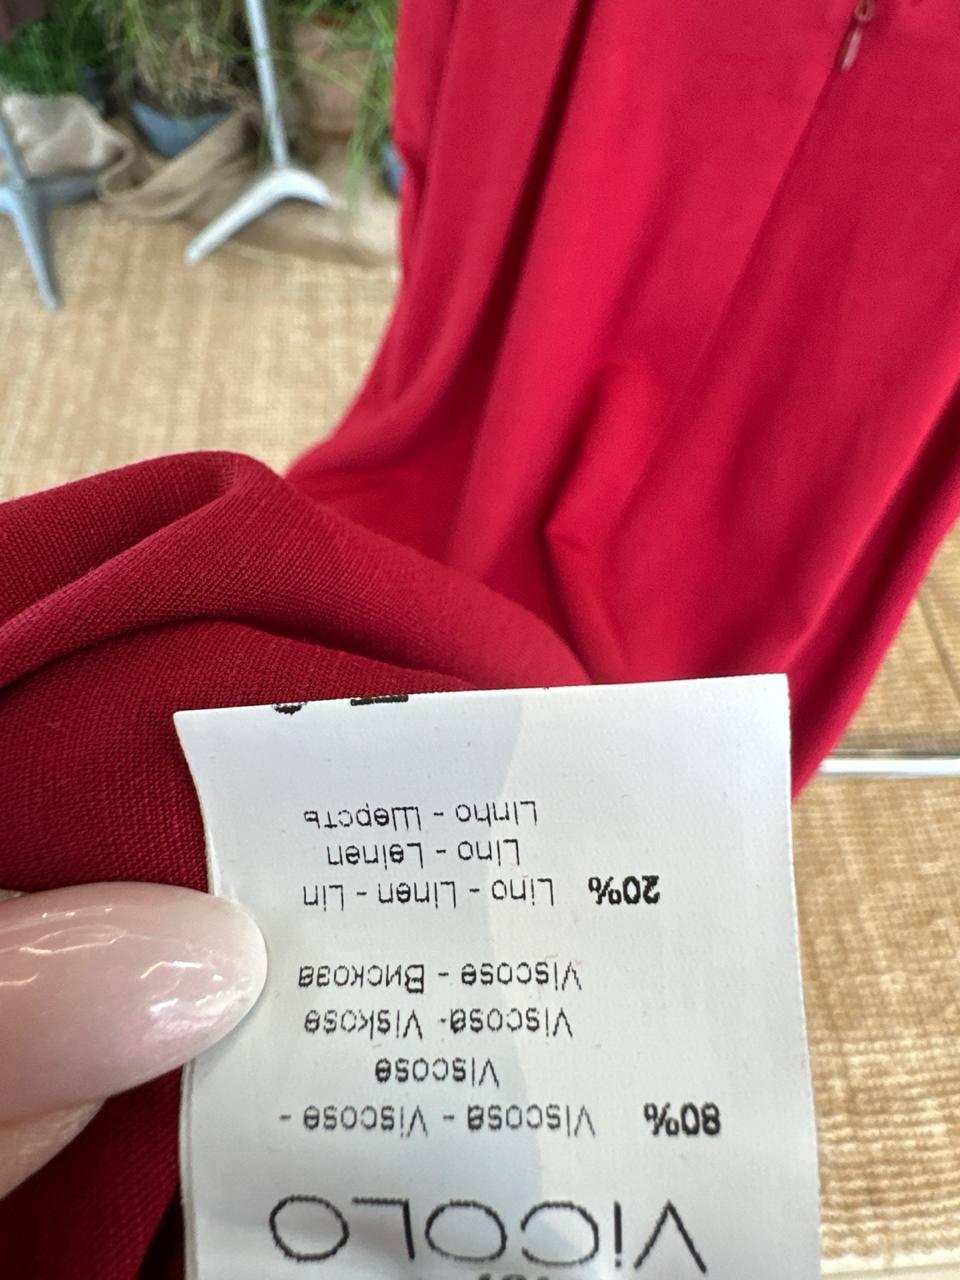 ViCOLO
80% Viscosa - Viscose -
Viscose
Viscosa- Viskose
Viscose - Вискоза
20% Lino - Linen - Lin
Lino - Leinen
Linho - Шерсть